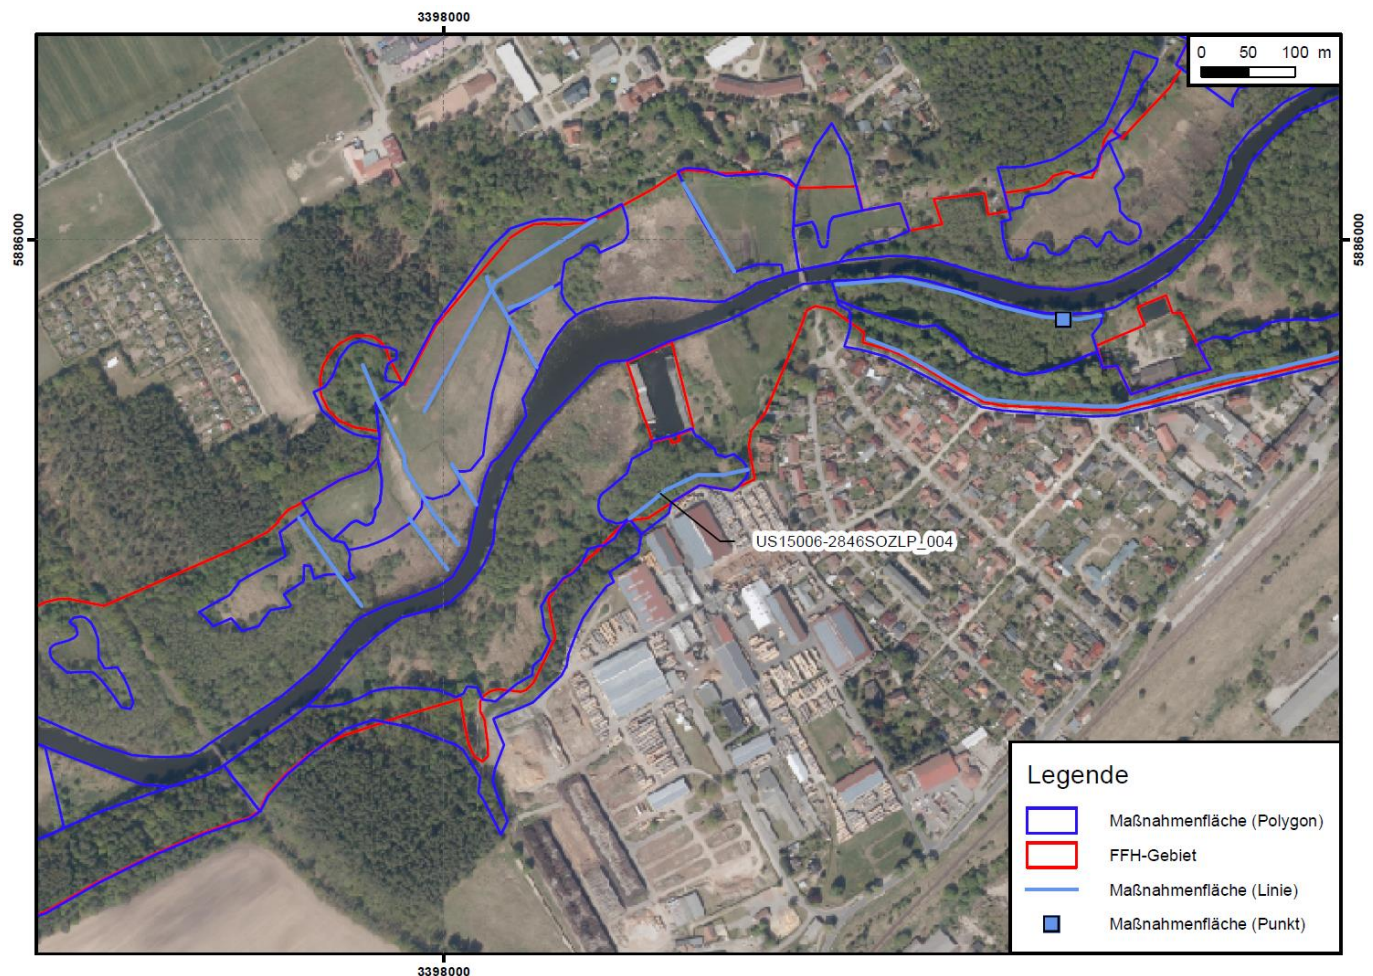 3398000
0 50 100 m
5886000
5886000
US15006-2846SOZLP_004
Legende
Maßnahmenfläche (Polygon)
FFH-Gebiet
Maßnahmenfläche (Linie)
Maßnahmenfläche (Punkt)
3398000